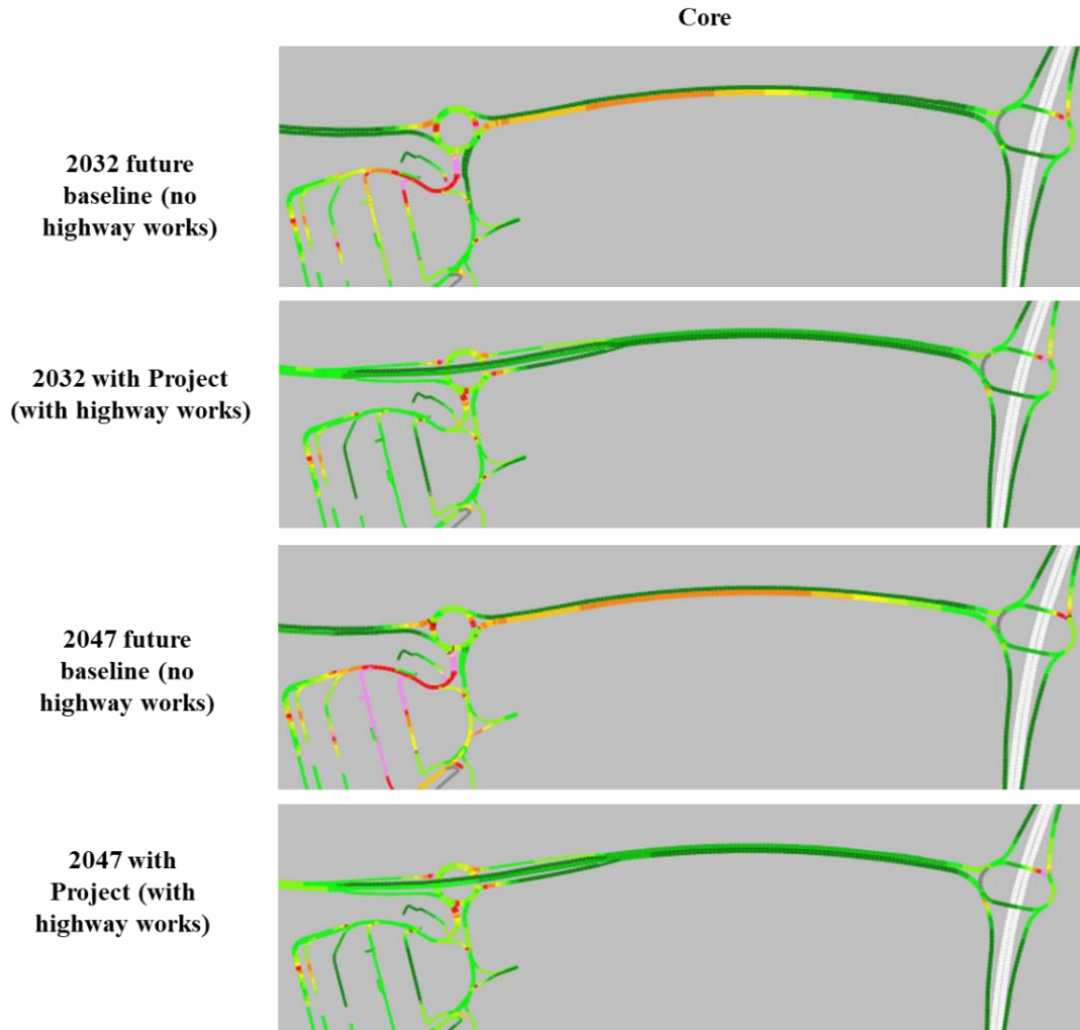 Core
2032 future
baseline (no
highway works)
2032 with Project
(with highway works)
2047 future
baseline (no
highway works)
2047 with
Project (with
highway works)